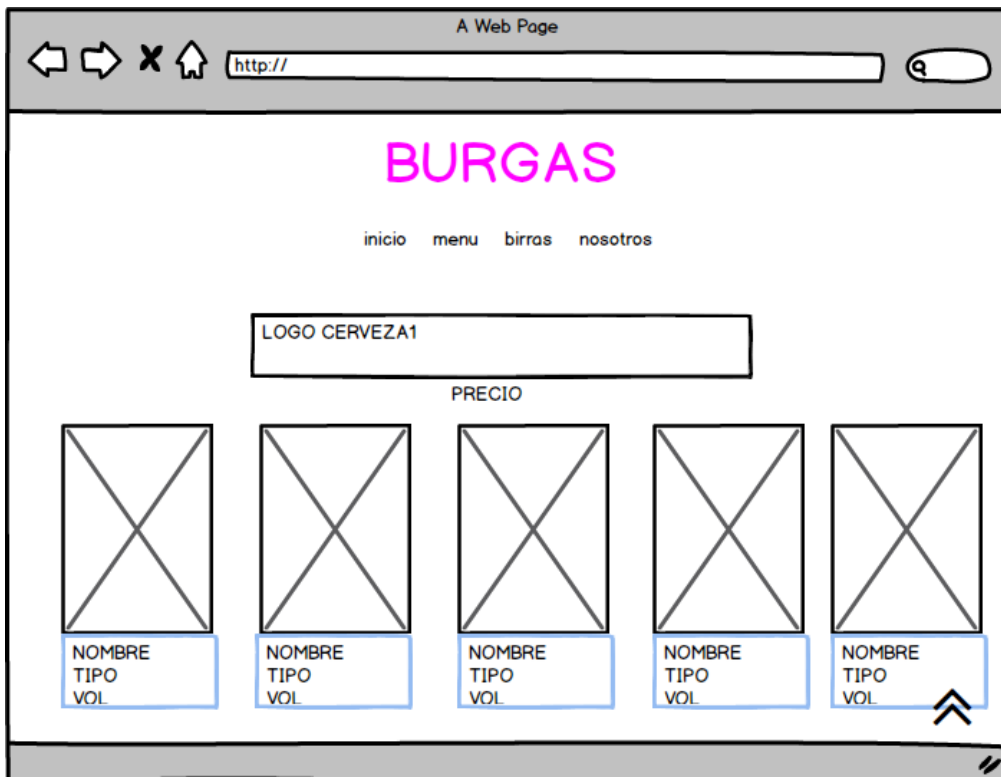 A Web Page
http://
BURGAS
inicio menu birras nosotros
LOGO CERVEZA1
PRECIO
NOMBRE
TIPO
VOL
NOMBRE
TIPO
VOL
NOMBRE
TIPO
VOL
NOMBRE
TIPO
VOL
NOMBRE
TIPO
VOL